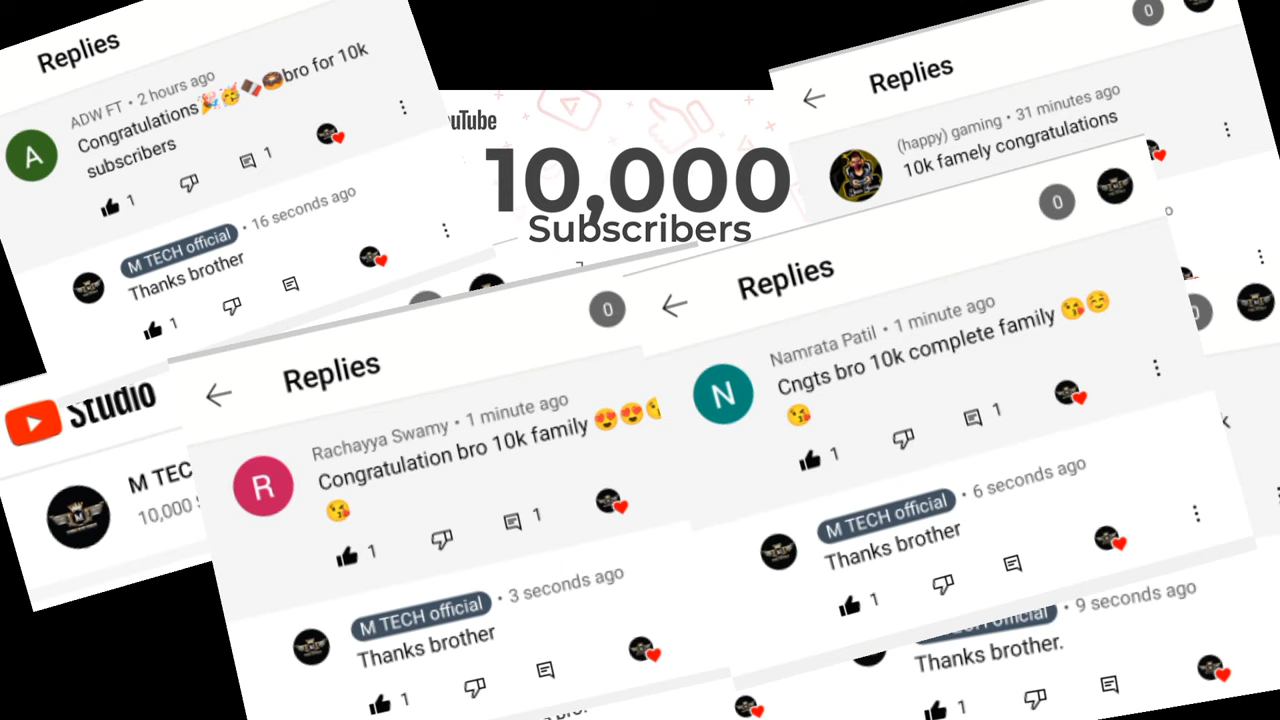 Replies
ADW FT • 2 hours ago
Congratulations🎉🥳🍫🍩bro for 10k
subscribers
1
1
M TECH official • 16 seconds ago
Thanks brother
1
uTube
10,000
Subscribers
0
Replies
(happy) gaming • 31 minutes ago
10k famely congratulations
Studio
M TEC
10,000
0
Replies
Rachayya Swamy • 1 minute ago
Congratulation bro 10k family 😍😍
😘
1
1
M TECH official • 3 seconds ago
Thanks brother
1
0
Replies
Namrata Patil • 1 minute ago
Cngts bro 10k complete family 😘☺️
😘
1
1
M TECH official • 6 seconds ago
Thanks brother
1
official • 9 seconds ago
Thanks brother.
1